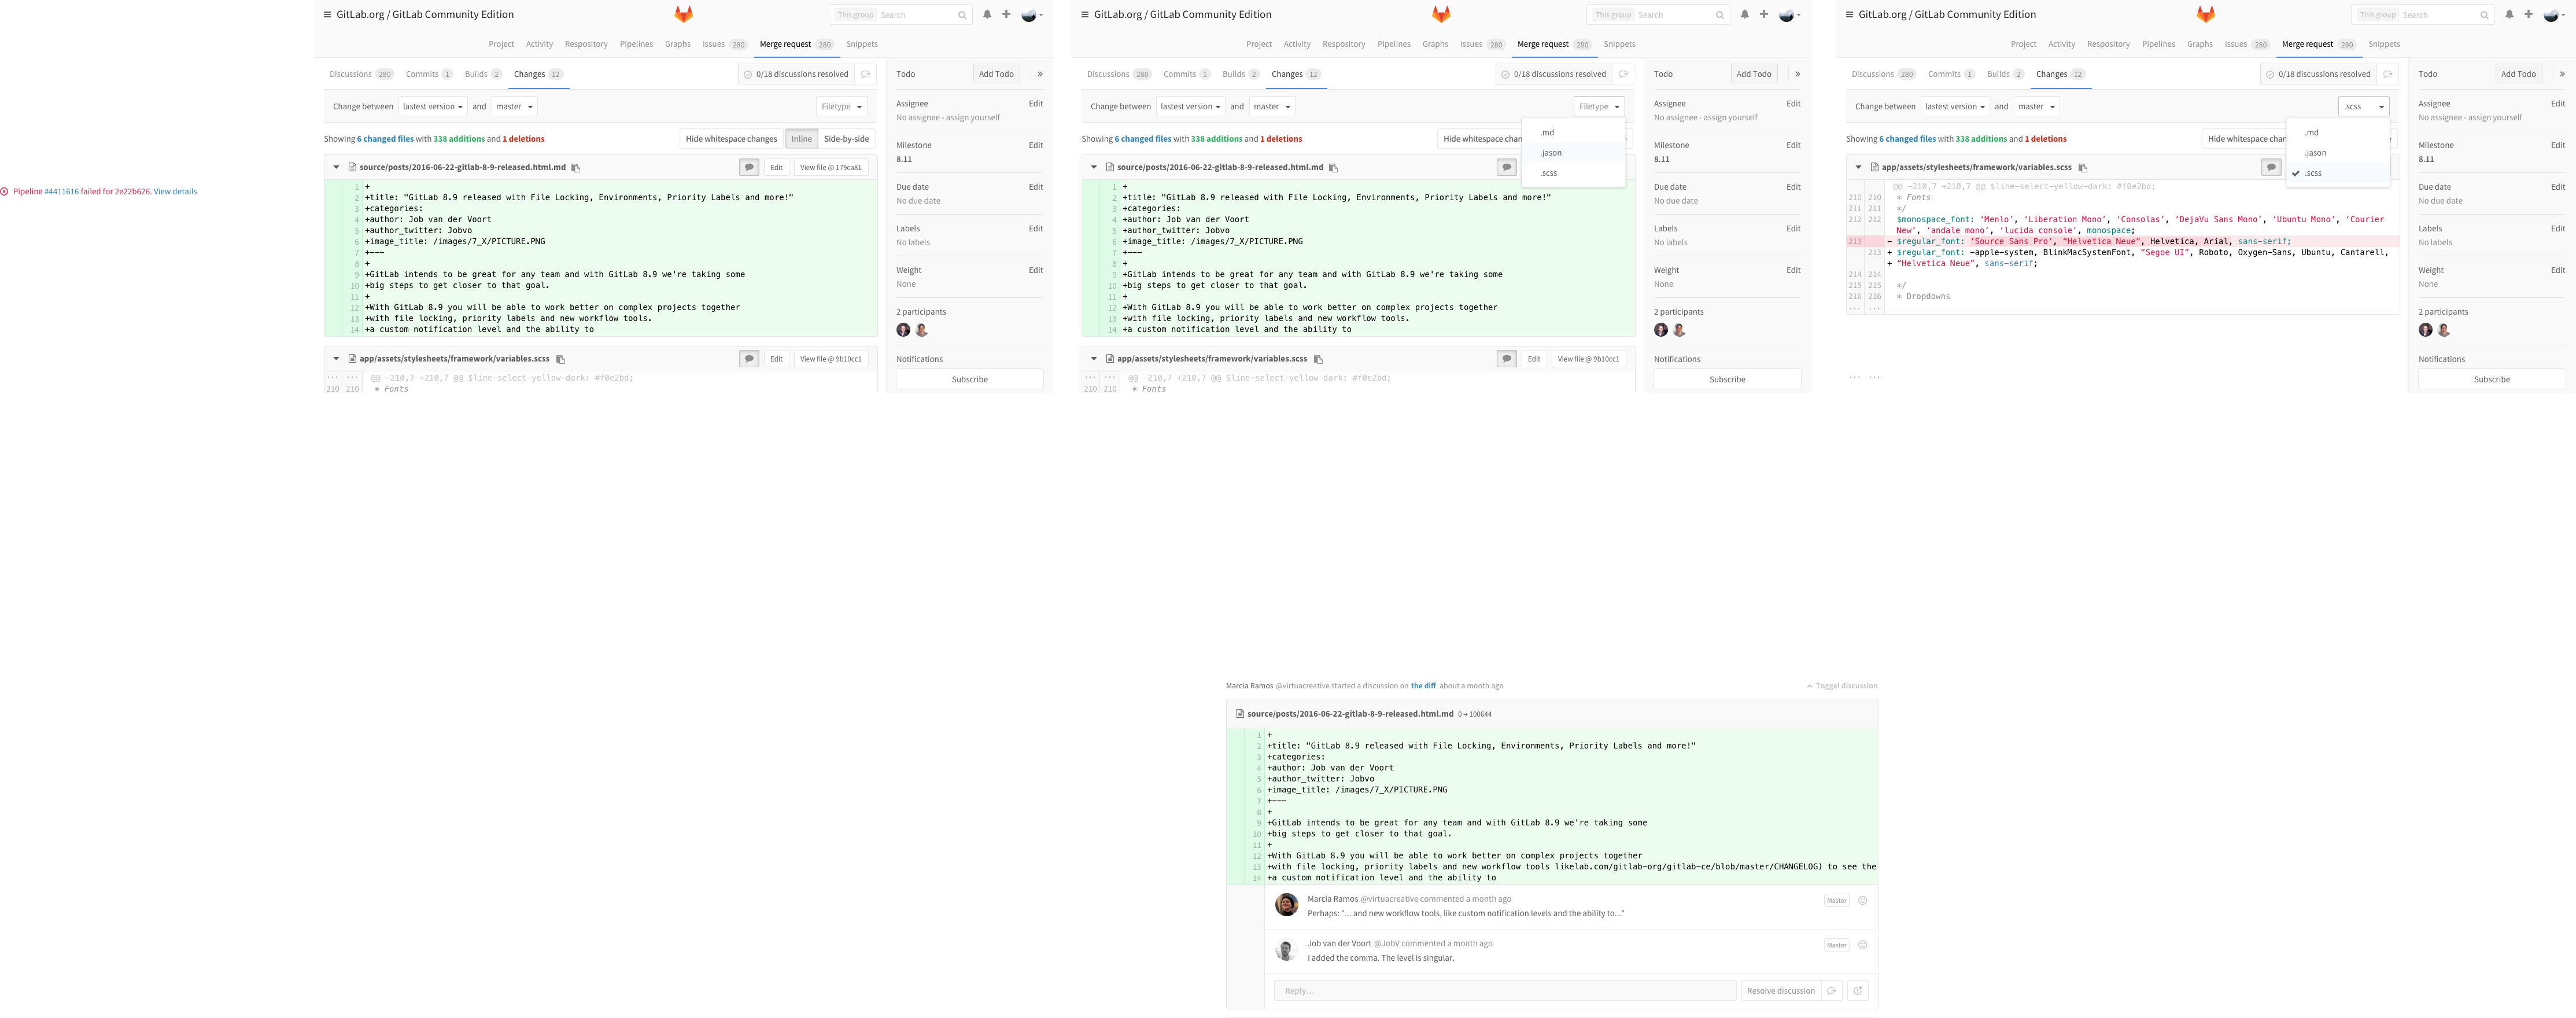 Pipeline #4411616 failed for 2e22b626. View details
GitLab.org / GitLab Community Edition
This group Search
Project Activity Respository Pipelines Graphs Issues 280 Merge request 280 Snippets
Discussions 280 Commits 1 Builds 2 Changes 12
0/18 discussions resolved
Change between lastest version and master Filetype
Showing 6 changed files with 338 additions and 1 deletions
Hide whitespace changes Inline Side-by-side
source/posts/2016-06-22-gitlab-8-9-released.html.md
Edit View file @ 179ca81
1 +
2 +title: "GitLab 8.9 released with File Locking, Environments, Priority Labels and more!"
3 +categories:
4 +author: Job van der Voort
5 +author_twitter: Jobvo
6 +image_title: /images/7_X/PICTURE.PNG
7 +---
8 +
9 +GitLab intends to be great for any team and with GitLab 8.9 we're taking some
10 +big steps to get closer to that goal.
11 +
12 +With GitLab 8.9 you will be able to work better on complex projects together
13 +with file locking, priority labels and new workflow tools.
14 +a custom notification level and the ability to
app/assets/stylesheets/framework/variables.scss
Edit View file @ 9b10cc1
... ... @@ -210,7 +210,7 @@ $line-select-yellow-dark: #f0e2bd;
210 210 * Fonts
Todo Add Todo
Assignee Edit
No assignee - assign yourself
Milestone Edit
8.11
Due date Edit
No due date
Labels Edit
No labels
Weight Edit
None
2 participants
Notifications
Subscribe
GitLab.org / GitLab Community Edition
This group Search
Project Activity Respository Pipelines Graphs Issues 280 Merge request 280 Snippets
Discussions 280 Commits 1 Builds 2 Changes 12
0/18 discussions resolved
Change between lastest version and master Filetype
.md
.jason
.scss
Showing 6 changed files with 338 additions and 1 deletions
Hide whitespace chan
source/posts/2016-06-22-gitlab-8-9-released.html.md
1 +
2 +title: "GitLab 8.9 released with File Locking, Environments, Priority Labels and more!"
3 +categories:
4 +author: Job van der Voort
5 +author_twitter: Jobvo
6 +image_title: /images/7_X/PICTURE.PNG
7 +---
8 +
9 +GitLab intends to be great for any team and with GitLab 8.9 we're taking some
10 +big steps to get closer to that goal.
11 +
12 +With GitLab 8.9 you will be able to work better on complex projects together
13 +with file locking, priority labels and new workflow tools.
14 +a custom notification level and the ability to
app/assets/stylesheets/framework/variables.scss
Edit View file @ 9b10cc1
... ... @@ -210,7 +210,7 @@ $line-select-yellow-dark: #f0e2bd;
210 210 * Fonts
Todo Add Todo
Assignee Edit
No assignee - assign yourself
Milestone Edit
8.11
Due date Edit
No due date
Labels Edit
No labels
Weight Edit
None
2 participants
Notifications
Subscribe
GitLab.org / GitLab Community Edition
This group Search
Project Activity Respository Pipelines Graphs Issues 280 Merge request 280 Snippets
Discussions 280 Commits 1 Builds 2 Changes 12
0/18 discussions resolved
Change between lastest version and master .scss
.md
.jason
.scss
Showing 6 changed files with 338 additions and 1 deletions
Hide whitespace chan
app/assets/stylesheets/framework/variables.scss
@@ -210,7 +210,7 @@ $line-select-yellow-dark: #f0e2bd;
210 210 * Fonts
211 211 */
212 212 $monospace_font: ‘Menlo’, ‘Liberation Mono’, ‘Consolas’, ‘DejaVu Sans Mono’, ‘Ubuntu Mono’, ‘Courier
New’, ‘andale mono’, ‘lucida console’, monospace;
213 - $regular_font: ‘Source Sans Pro’, “Helvetica Neue”, Helvetica, Arial, sans-serif;
213 + $regular_font: -apple-system, BlinkMacSystemFont, “Segoe UI”, Roboto, Oxygen-Sans, Ubuntu, Cantarell,
+ “Helvetica Neue”, sans-serif;
214 214
215 215 */
216 216 * Dropdowns
... ...
... ...
Todo Add Todo
Assignee Edit
No assignee - assign yourself
Milestone Edit
8.11
Due date Edit
No due date
Labels Edit
No labels
Weight Edit
None
2 participants
Notifications
Subscribe
Marcia Ramos @virtuacreative started a discussion on the diff about a month ago
Toggel discussion
source/posts/2016-06-22-gitlab-8-9-released.html.md 0 → 100644
1 +
2 +title: "GitLab 8.9 released with File Locking, Environments, Priority Labels and more!"
3 +categories:
4 +author: Job van der Voort
5 +author_twitter: Jobvo
6 +image_title: /images/7_X/PICTURE.PNG
7 +---
8 +
9 +GitLab intends to be great for any team and with GitLab 8.9 we're taking some
10 +big steps to get closer to that goal.
11 +
12 +With GitLab 8.9 you will be able to work better on complex projects together
13 +with file locking, priority labels and new workflow tools likelab.com/gitlab-org/gitlab-ce/blob/master/CHANGELOG) to see the
14 +a custom notification level and the ability to
Marcia Ramos @virtuacreative commented a month ago
Master
Perhaps: "... and new workflow tools, like custom notification levels and the ability to..."
Job van der Voort @JobV commented a month ago
Master
I added the comma. The level is singular.
Reply...
Resolve discussion